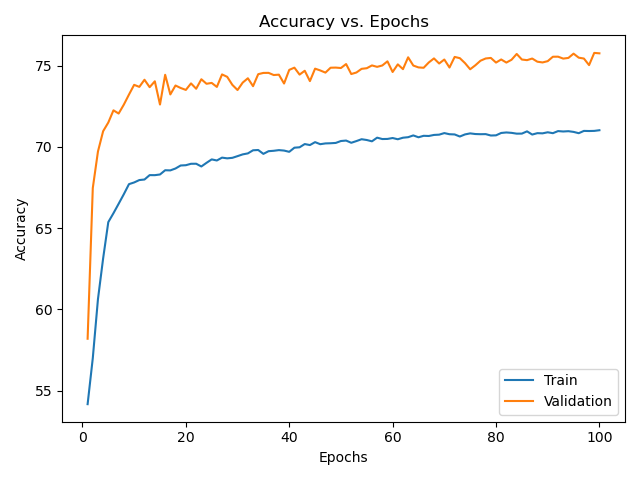 Accuracy vs. Epochs
75
70
65
60
55
Accuracy
0 20 40 60 80 100
Epochs
Train
Validation